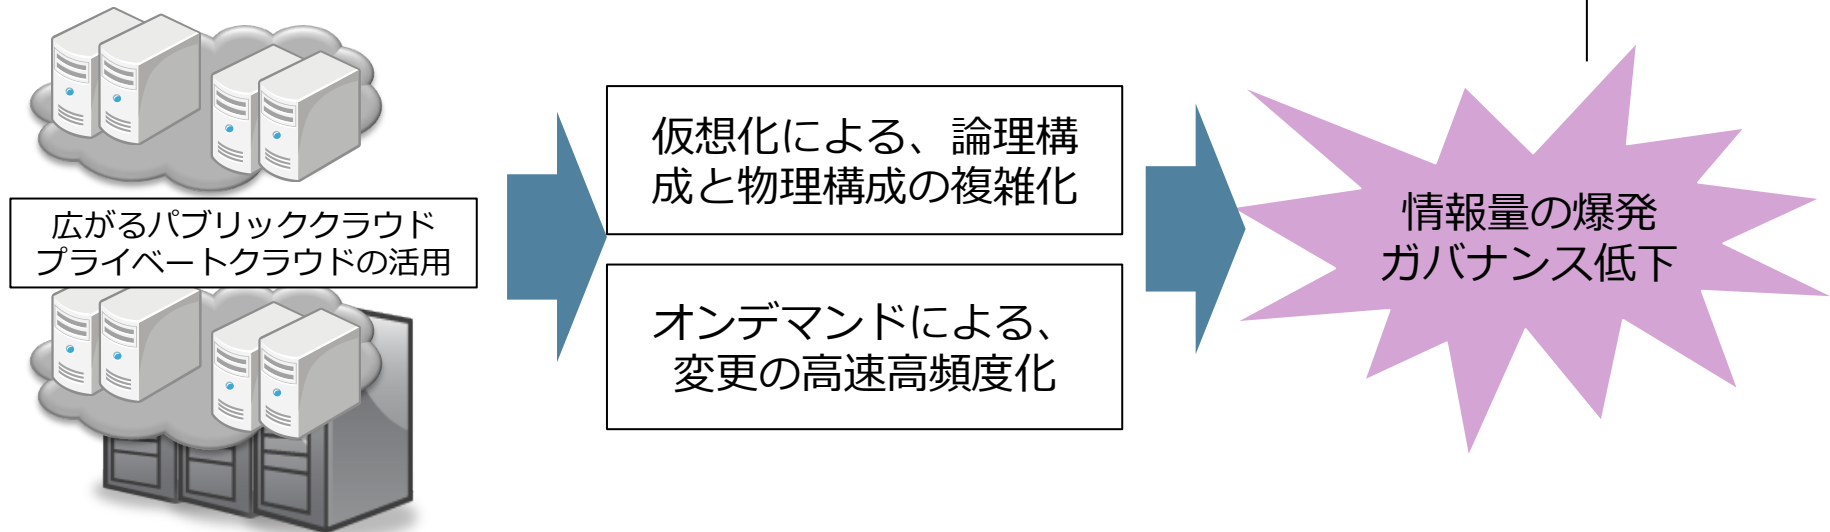 広がるパブリッククラウド
プライベートクラウドの活用
仮想化による、論理構
成と物理構成の複雑化
オンデマンドによる、
変更の高速高頻度化
情報量の爆発
ガバナンス低下